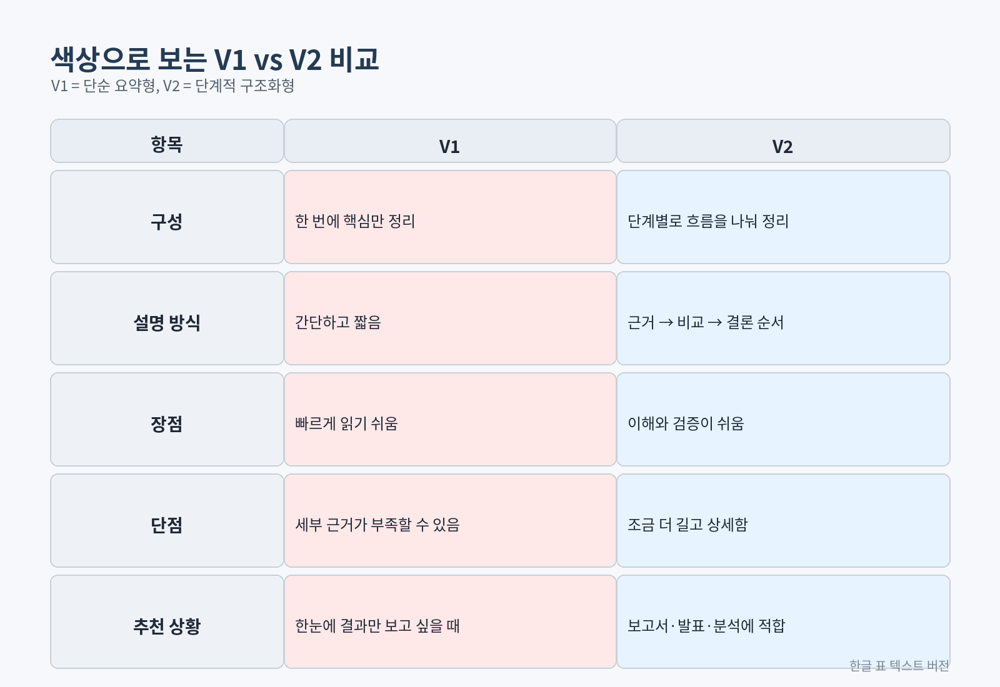 색상으로 보는 V1 vs V2 비교
V1 = 단순 요약형, V2 = 단계적 구조화형
항목 V1 V2
구성 한 번에 핵심만 정리 단계별로 흐름을 나눠 정리
설명 방식 간단하고 짧음 근거 → 비교 → 결론 순서
장점 빠르게 읽기 쉬움 이해와 검증이 쉬움
단점 세부 근거가 부족할 수 있음 조금 더 길고 상세함
추천 상황 한눈에 결과만 보고 싶을 때 보고서·발표·분석에 적합
한글 표 텍스트 버전